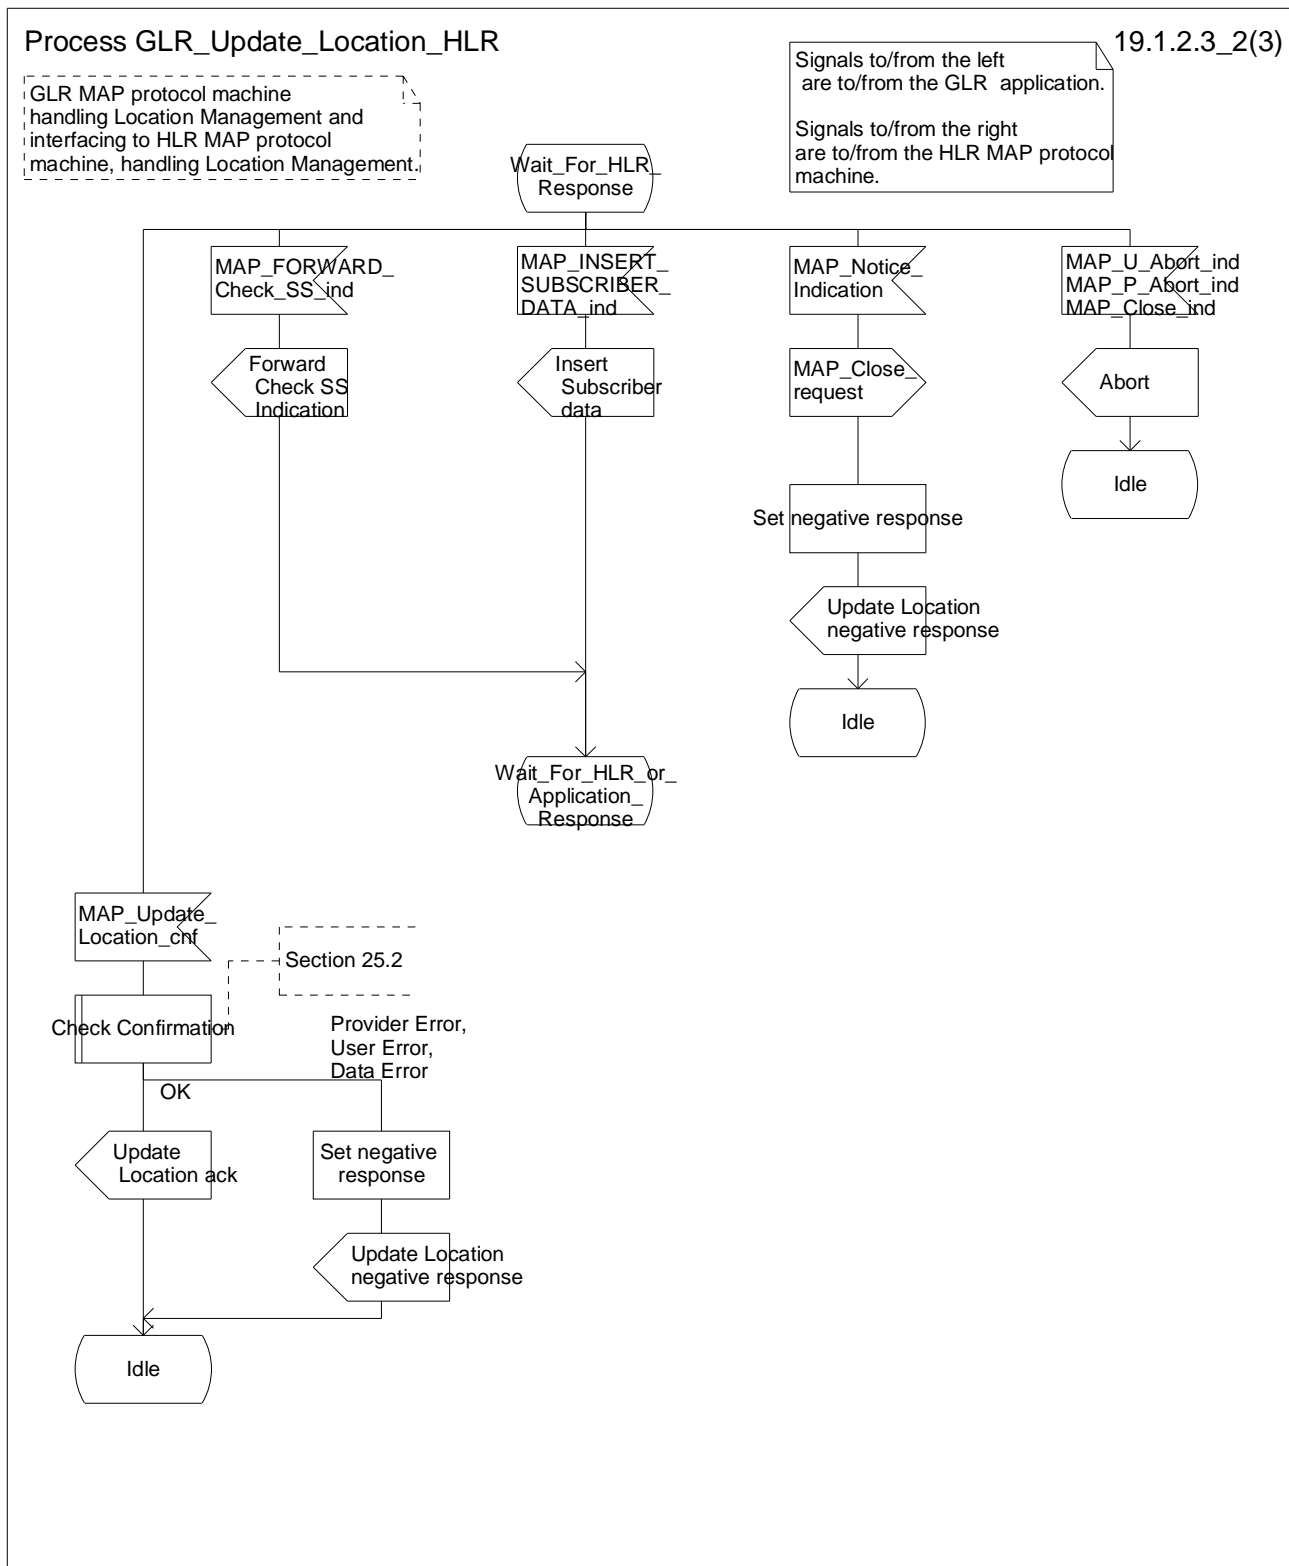 Process GLR_Update_Location_HLR
19.1.2.3_2(3)
GLR MAP protocol machine
handling Location Management and
interfacing to HLR MAP protocol
machine, handling Location Management.
Signals to/from the left
are to/from the GLR application.
Signals to/from the right
are to/from the HLR MAP protocol
machine.
Wait_For_HLR_
Response
MAP_FORWARD_
Check_SS_ind
MAP_INSERT_
SUBSCRIBER_
DATA_ind
MAP_Notice_
Indication
MAP_U_Abort_ind
MAP_P_Abort_ind
MAP_Close_ind
Forward
Check SS
Indication
Insert
Subscriber
data
MAP_Close_
request
Abort
Idle
Set negative response
Update Location
negative response
Idle
Wait_For_HLR_or_
Application_
Response
MAP_Update_
Location_cnf
Section 25.2
Check Confirmation
Provider Error,
User Error,
Data Error
OK
Update
Location ack
Set negative
response
Update Location
negative response
Idle